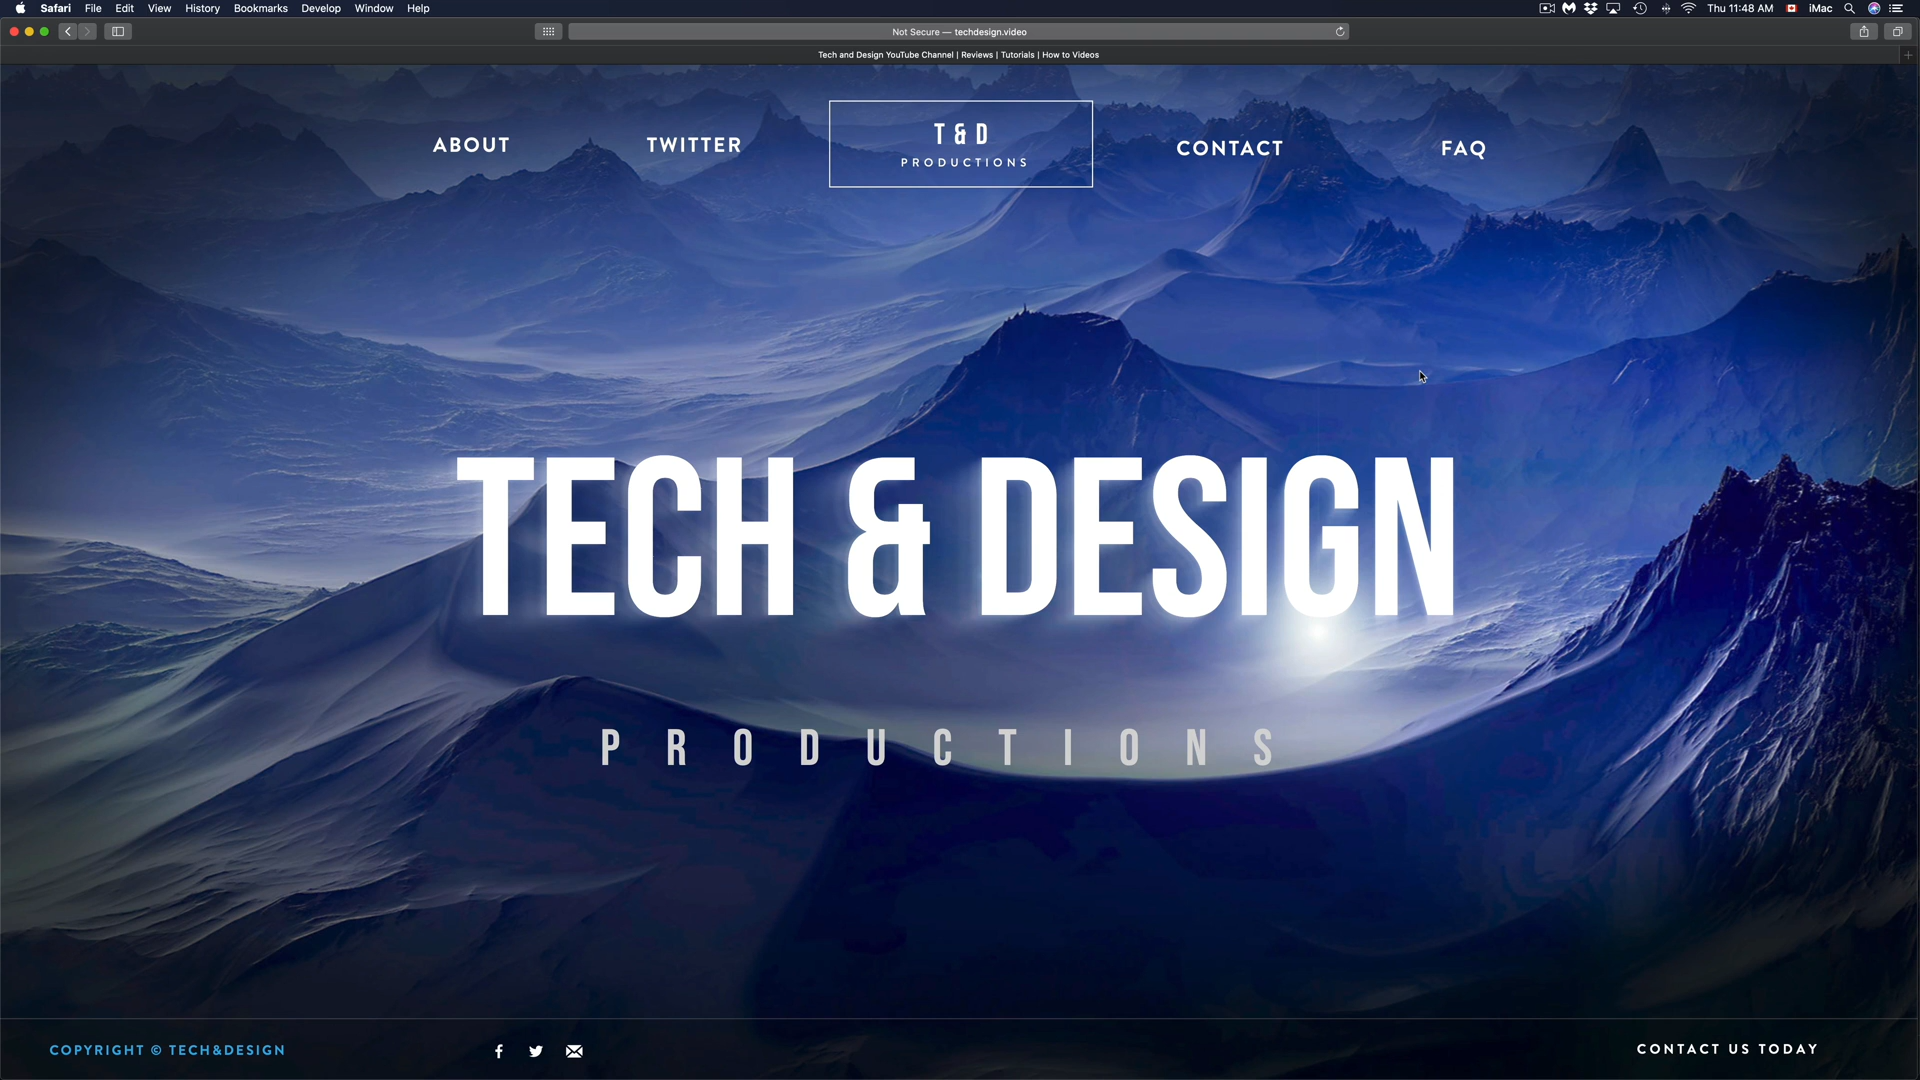 Safari File Edit View History Bookmarks Develop Window Help Thu 11:48 AM iMac
Not Secure — techdesign.video
Tech and Design YouTube Channel | Reviews | Tutorials | How to Videos
ABOUT TWITTER T & D CONTACT FAQ
PRODUCTIONS
TECH & DESIGN
PRODUCTIONS
COPYRIGHT © TECH&DESIGN CONTACT US TODAY